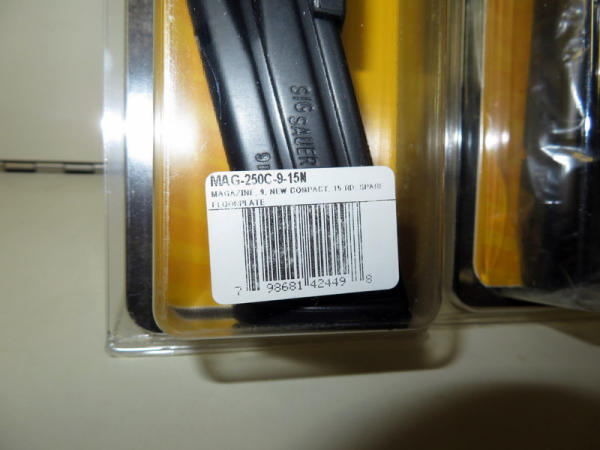 SIG SAUER
MAG-250C-9-15N
MAGAZINE, 9, NEW COMPACT, 15 RD, SPARE
FLOORPLATE
7 98681 42449 8